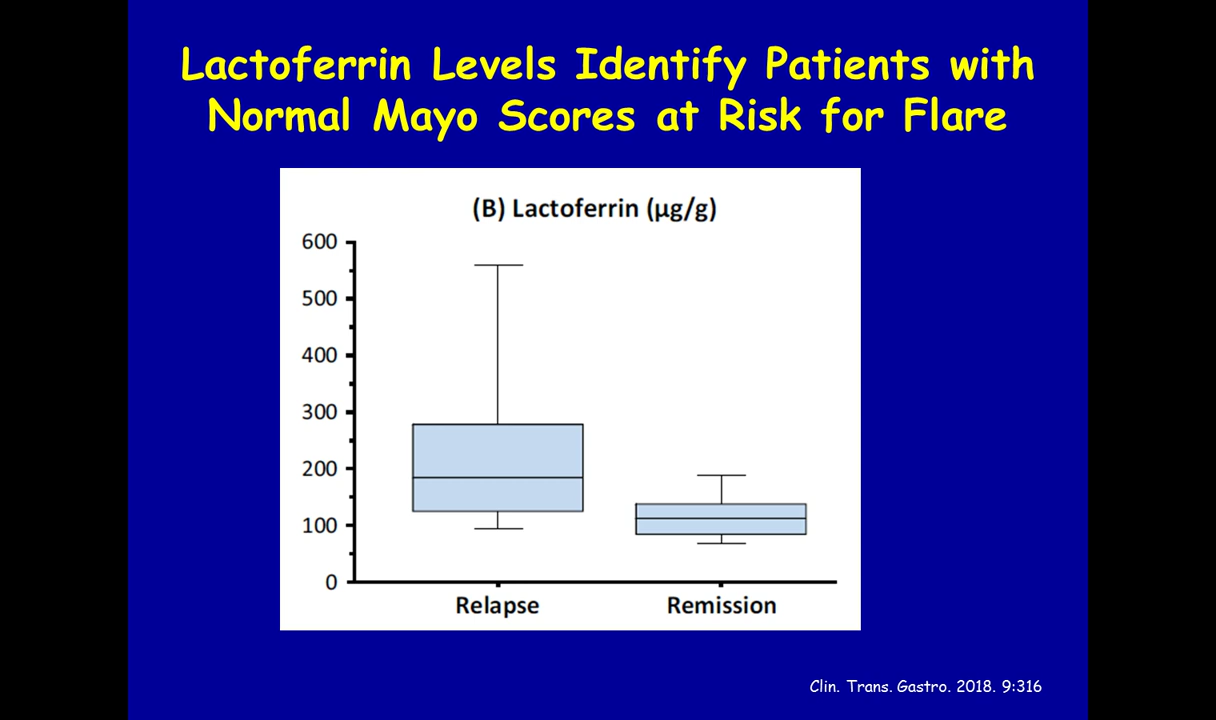 Lactoferrin Levels Identify Patients with
Normal Mayo Scores at Risk for Flare
(B) Lactoferrin (µg/g)
600
500
400
300
200
100
0
Relapse
Remission
Clin. Trans. Gastro. 2018. 9:316